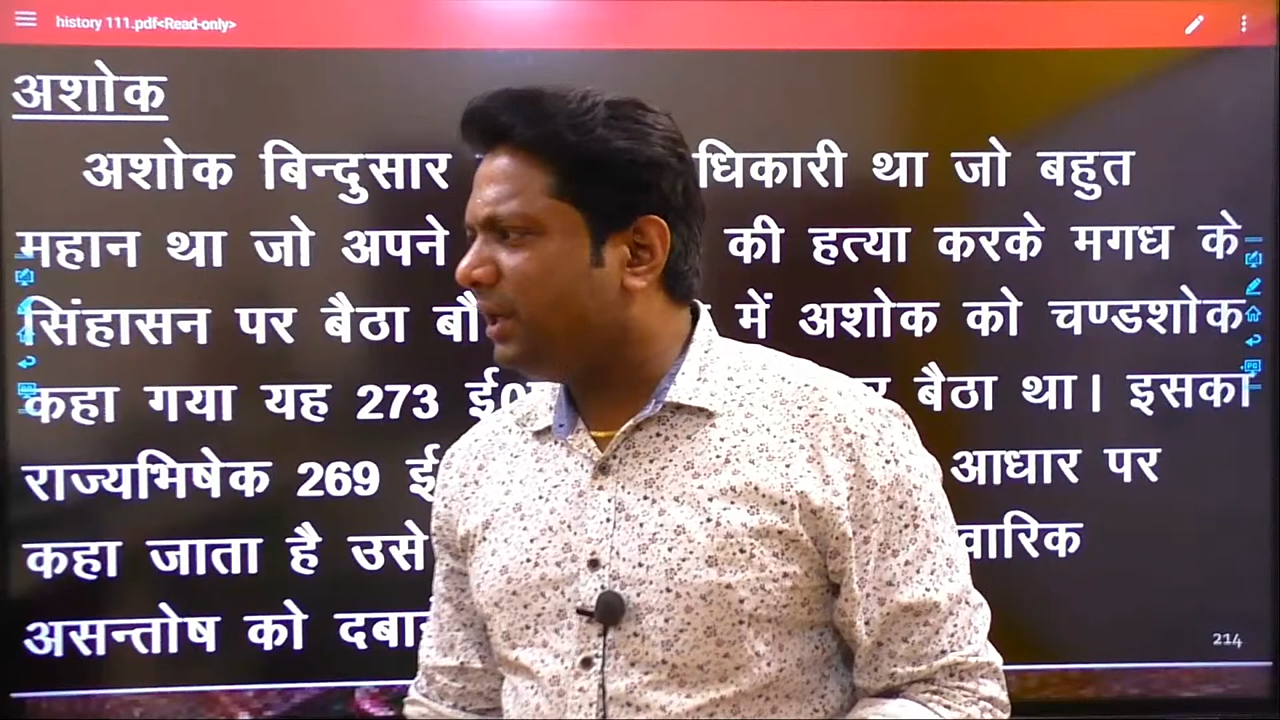 history 111.pdf<Read-only>
अशोक
अशोक बिन्दुसार धिकारी था जो बहुत
महान था जो अपने की हत्या करके मगध के
सिंहासन पर बैठा में अशोक को चण्डशोक
कहा गया यह 273 बैठा था। इसका
राज्यभिषेक 269 आधार पर
कहा जाता है उसे वारिक
असन्तोष को
214